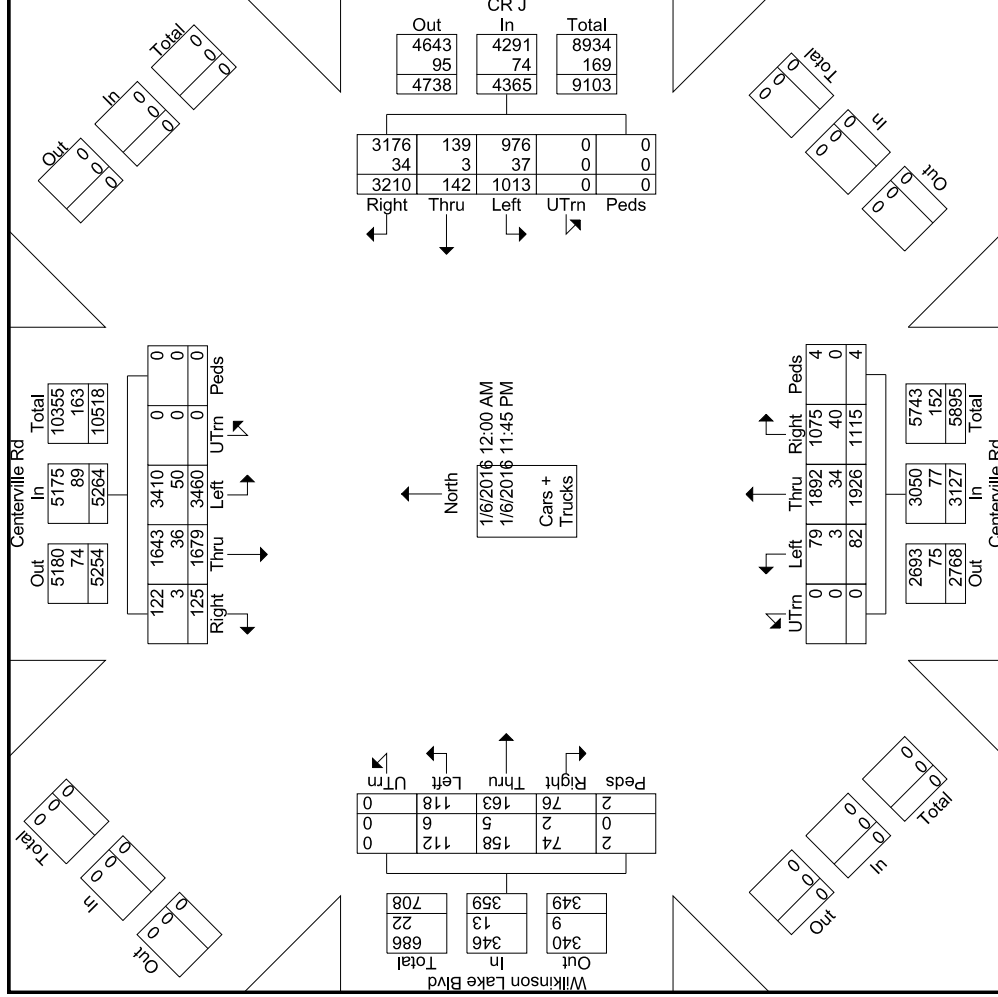 CR J
Out In Total
4643 4291 8934
95 74 169
4738 4365 9103
3176 139 976 0 0
34 3 37 0 0
3210 142 1013 0 0
Right Thru Left UTrn Peds
Total
0 0 0
In
0 0 0
Out
0 0 0
Total
0 0 0
In
0 0 0
Out
0 0 0
Centerville Rd
Out In Total
5180 5175 10355
74 89 163
5254 5264 10518
122 1643 3410 0 0
3 36 50 0 0
125 1679 3460 0 0
Right Thru Left UTrn Peds
North
1/6/2016 12:00 AM
1/6/2016 11:45 PM
Cars +
Trucks
UTrn Left Thru Right Peds
0 79 1892 1075 4
0 3 34 40 0
0 82 1926 1115 4
2693 3050 5743
75 77 152
2768 3127 5895
Out In Total
Centerville Rd
Total
0 0 0
In
0 0 0
Out
0 0 0
UTrn Left Thru Right Peds
0 118 163 76 2
0 6 5 2 0
0 112 158 74 2
708 359 349
22 13 9
686 346 340
Total In Out
Wilkinson Lake Blvd
Total
0 0 0
In
0 0 0
Out
0 0 0